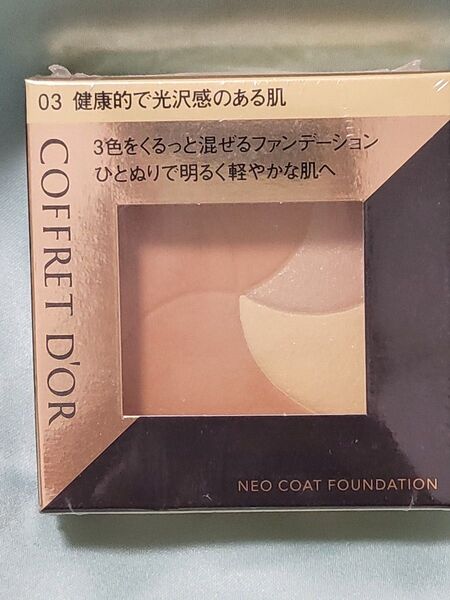 03 健康的で光沢感のある肌
3色をくるっと混ぜるファンデーション
ひとぬりで明るく軽やかな肌へ
COFFRET D'OR
NEO COAT FOUNDATION